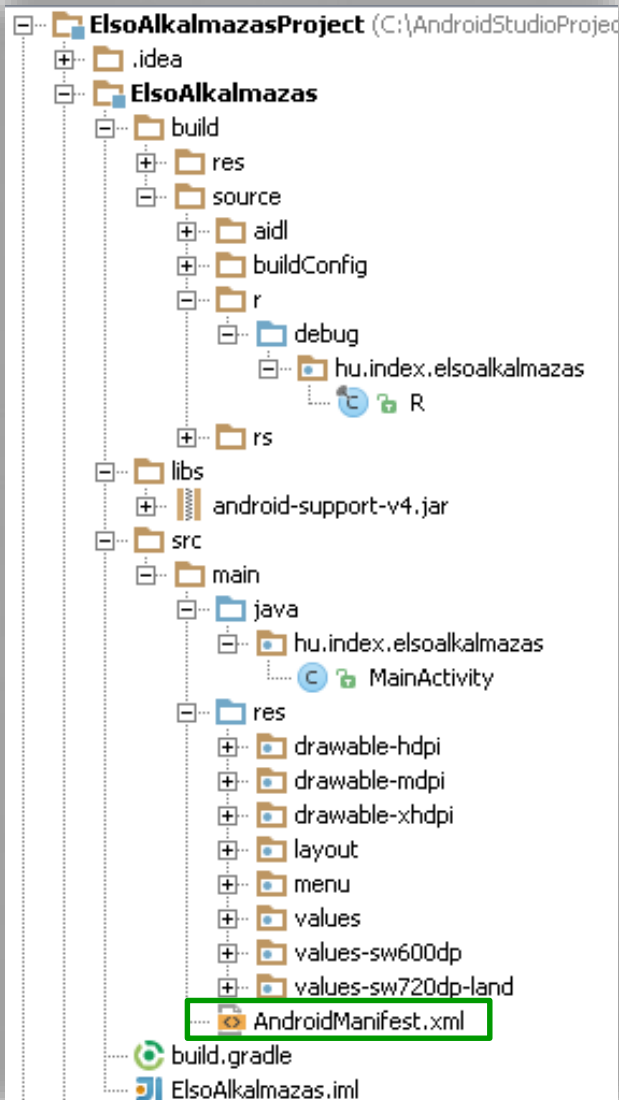 ElsoAlkalmazasProject (C:\AndroidStudioProjec
.idea
ElsoAlkalmazas
build
res
source
aidl
buildConfig
r
debug
hu.index.elsoalkalmazas
R
rs
libs
android-support-v4.jar
src
main
java
hu.index.elsoalkalmazas
MainActivity
res
drawable-hdpi
drawable-mdpi
drawable-xhdpi
layout
menu
values
values-sw600dp
values-sw720dp-land
AndroidManifest.xml
build.gradle
ElsoAlkalmazas.iml